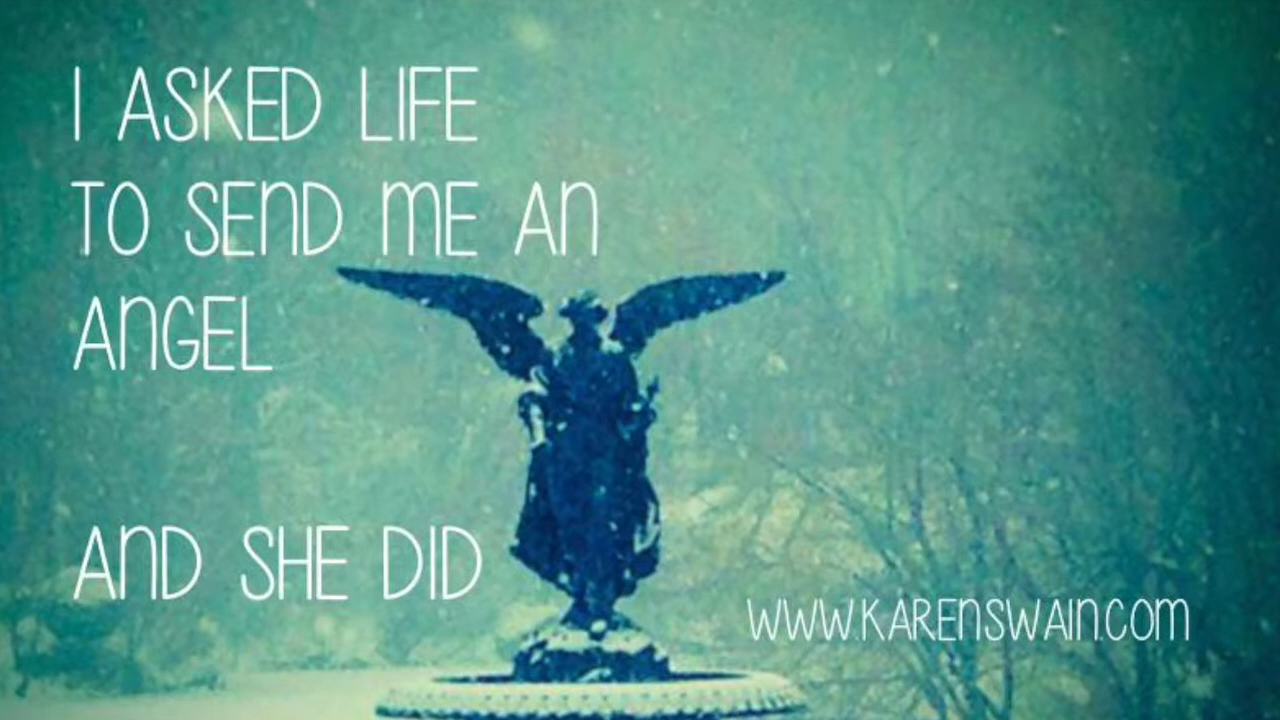 I ASKED LIFE
TO SEND ME AN
ANGEL
AND SHE DID
WWW.KARENSWAIN.COM